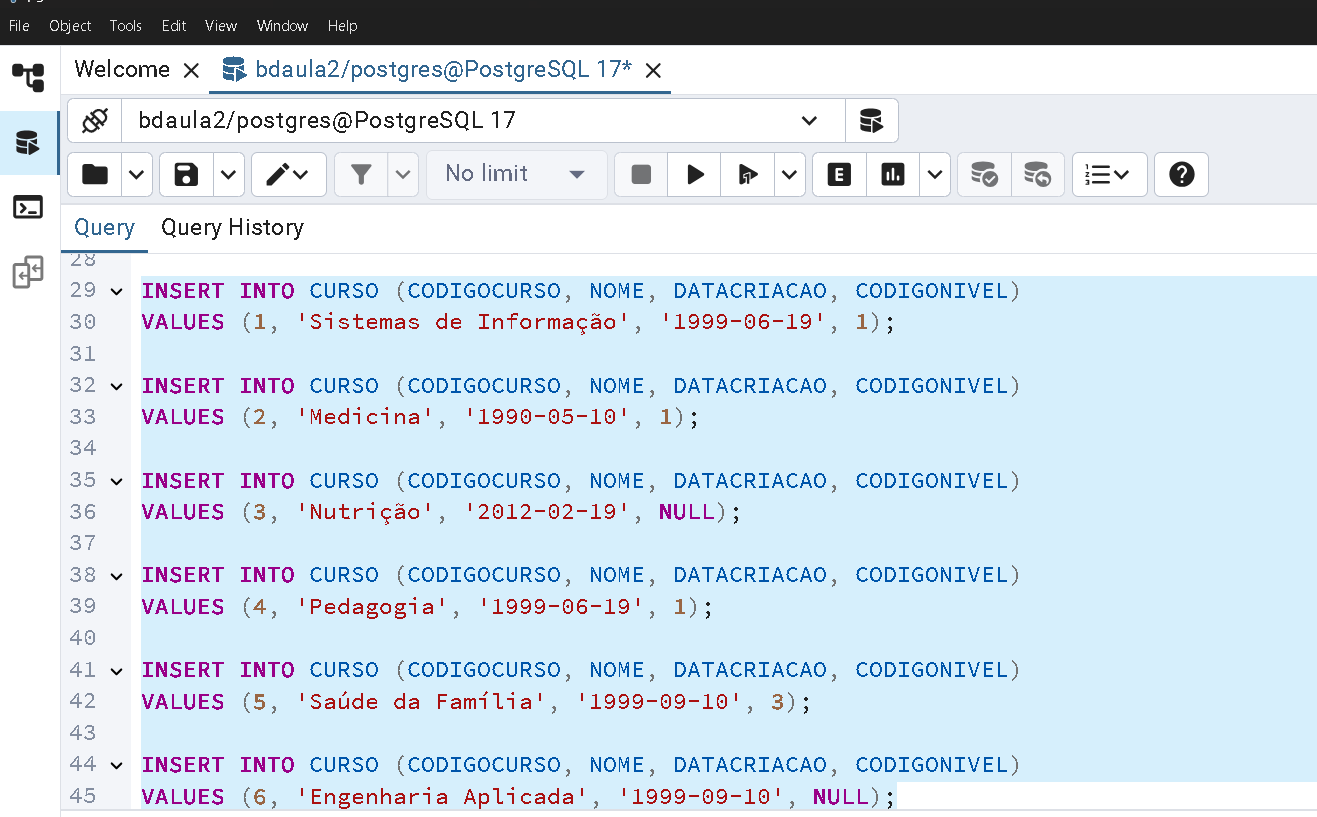 File Object Tools Edit View Window Help
Welcome bdaula2/postgres@PostgreSQL 17*
bdaula2/postgres@PostgreSQL 17
No limit
Query Query History
28
29 INSERT INTO CURSO (CODIGOCURSO, NOME, DATACRIACAO, CODIGONIVEL)
30 VALUES (1, 'Sistemas de Informação', '1999-06-19', 1);
31
32 INSERT INTO CURSO (CODIGOCURSO, NOME, DATACRIACAO, CODIGONIVEL)
33 VALUES (2, 'Medicina', '1990-05-10', 1);
34
35 INSERT INTO CURSO (CODIGOCURSO, NOME, DATACRIACAO, CODIGONIVEL)
36 VALUES (3, 'Nutrição', '2012-02-19', NULL);
37
38 INSERT INTO CURSO (CODIGOCURSO, NOME, DATACRIACAO, CODIGONIVEL)
39 VALUES (4, 'Pedagogia', '1999-06-19', 1);
40
41 INSERT INTO CURSO (CODIGOCURSO, NOME, DATACRIACAO, CODIGONIVEL)
42 VALUES (5, 'Saúde da Família', '1999-09-10', 3);
43
44 INSERT INTO CURSO (CODIGOCURSO, NOME, DATACRIACAO, CODIGONIVEL)
45 VALUES (6, 'Engenharia Aplicada', '1999-09-10', NULL);